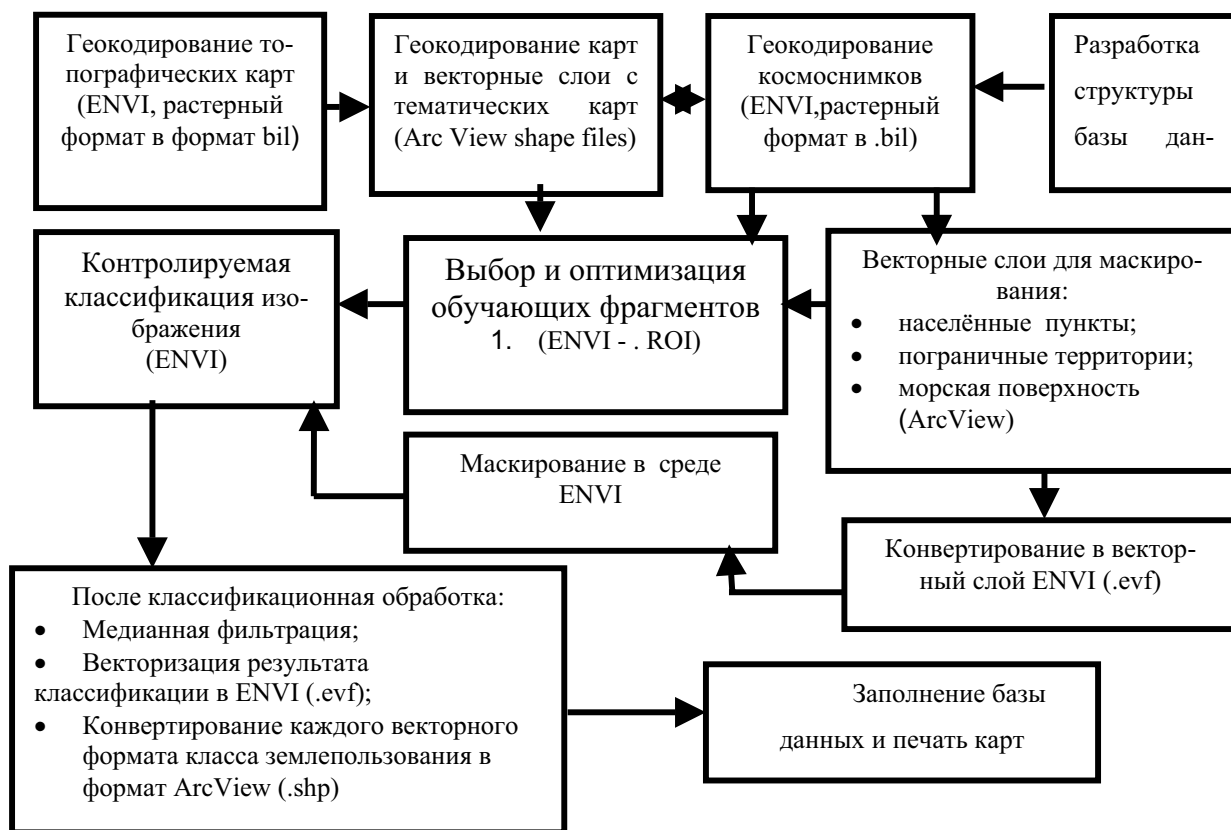 Геокодирование то-
пографических карт
(ENVI, растерный
формат в формат bil)
Геокодирование карт
и векторные слои с
тематических карт
(Arc View shape files)
Геокодирование
космоснимков
(ENVI,растерный
формат в .bil)
Разработка
структуры
базы дан-
Контролируемая
классификация изо-
бражения
(ENVI)
Выбор и оптимизация
обучающих фрагментов
1. (ENVI - . ROI)
Векторные слои для маскиро-
вания:
• населённые пункты;
• пограничные территории;
• морская поверхность
(ArcView)
Маскирование в среде
ENVI
Конвертирование в вектор-
ный слой ENVI (.evf)
После классификационная обработка:
• Медианная фильтрация;
• Векторизация результата
классификации в ENVI (.evf);
• Конвертирование каждого векторного
формата класса землепользования в
формат ArcView (.shp)
Заполнение базы
данных и печать карт